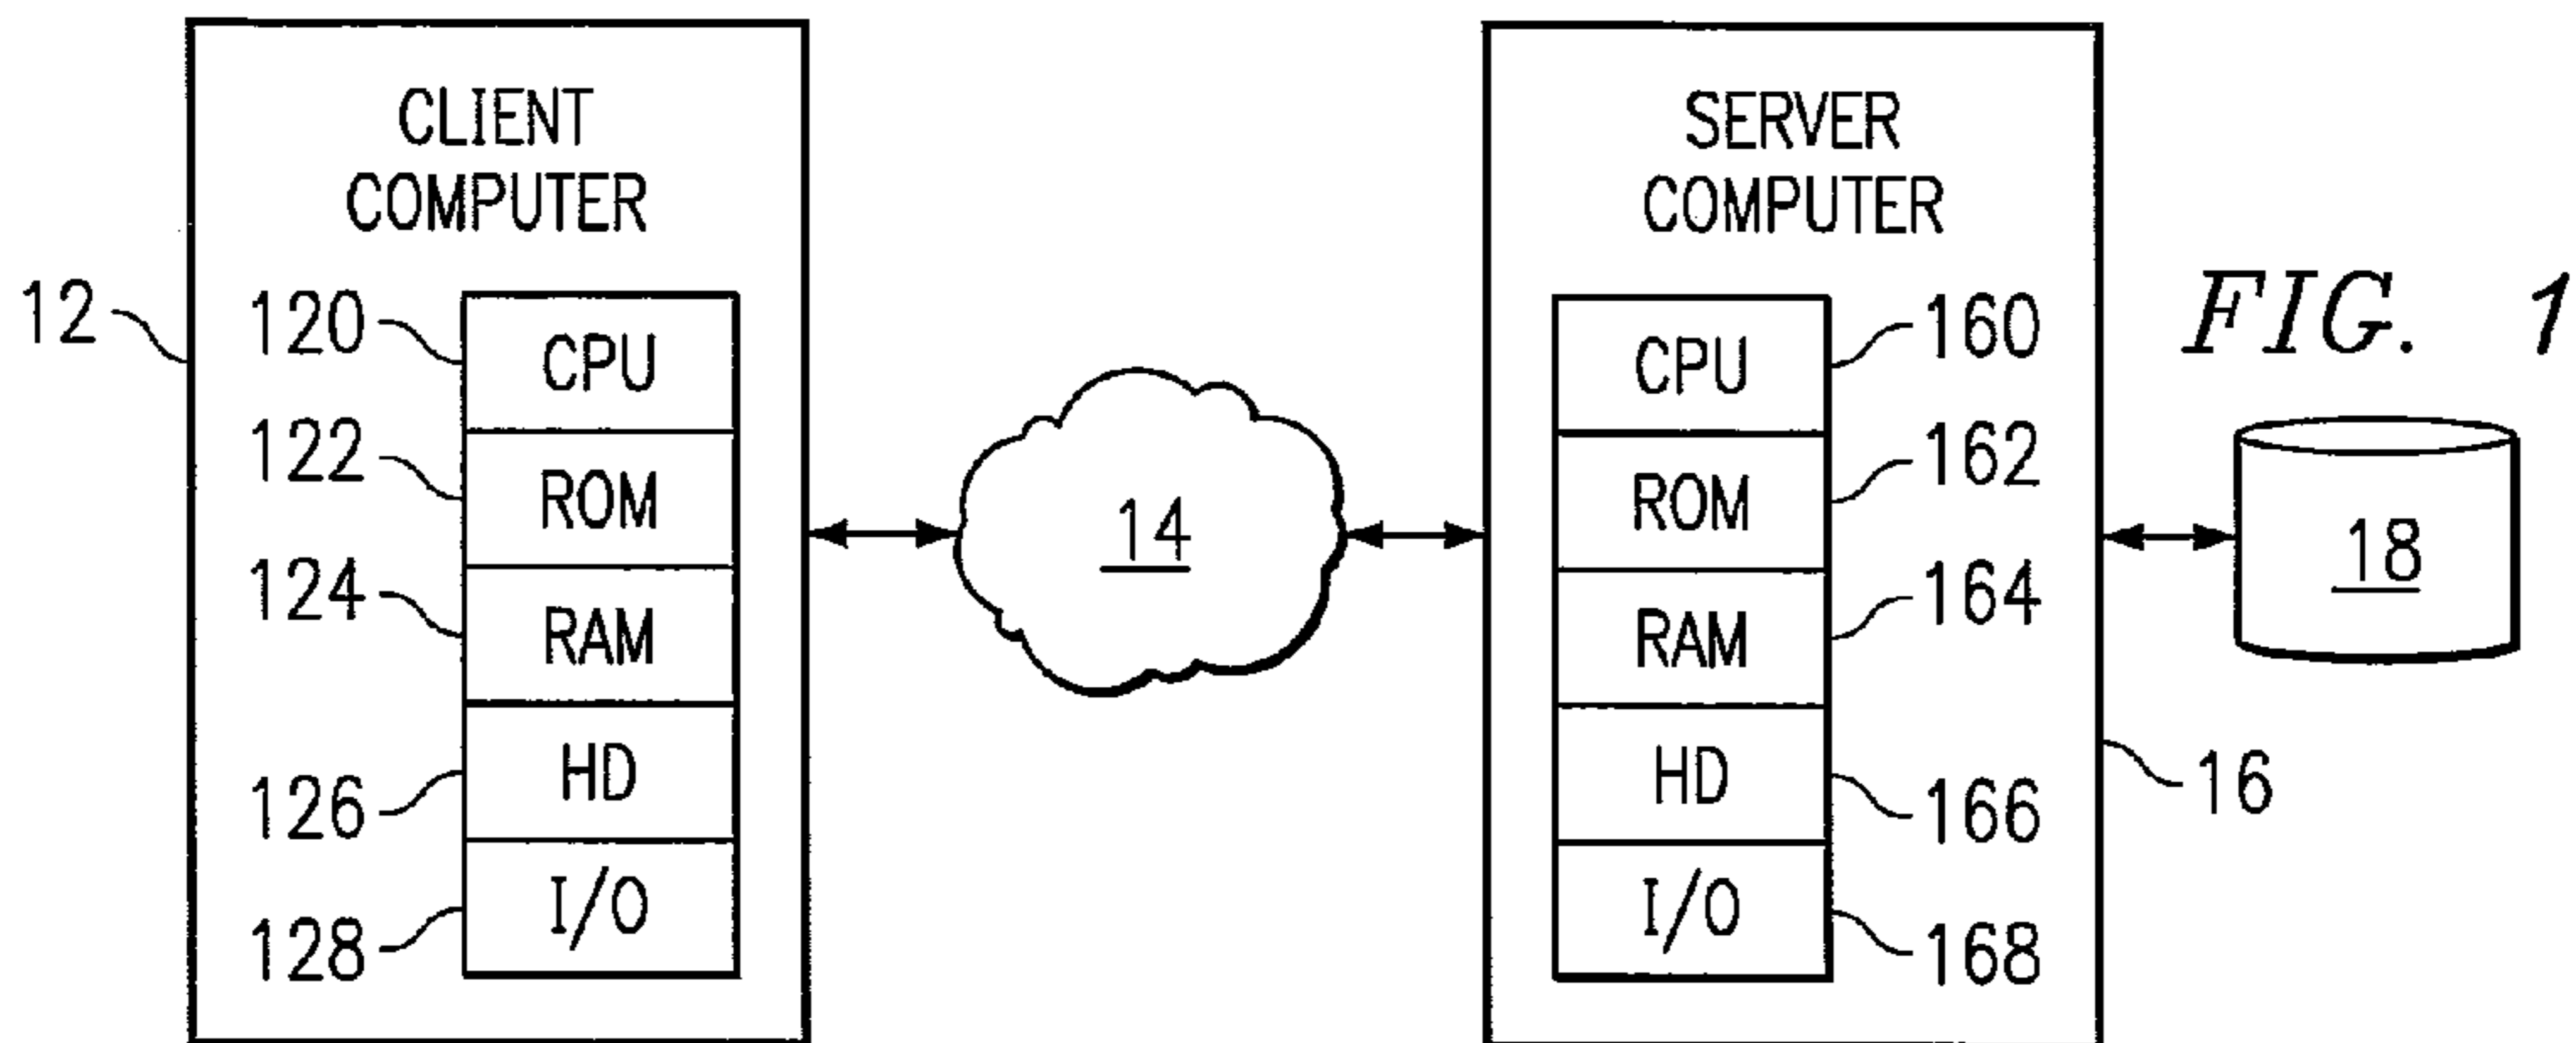 CLIENT
COMPUTER
12
120
CPU
122
ROM
124
RAM
126
HD
128
I/O
14
SERVER
COMPUTER
CPU
160
ROM
162
RAM
164
HD
166
I/O
168
16
FIG. 1
18